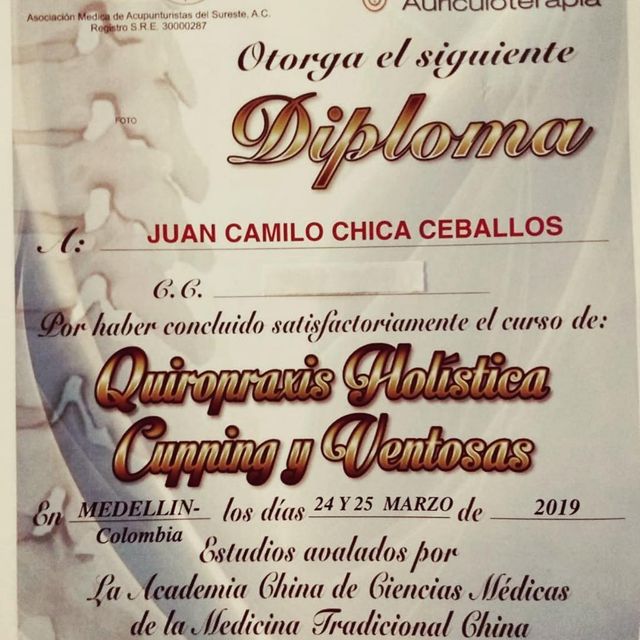 Asociación Medica de Acupunturistas del Sureste, A.C.
Registro S.R.E. 30000287
Auriculoterapia
Otorga el siguiente
FOTO
Diploma
A: JUAN CAMILO CHICA CEBALLOS
C.C.
Por haber concluido satisfactoriamente el curso de:
Quiropraxis Holística
Cupping y Ventosas
En MEDELLIN- los días 24 Y 25 MARZO de 2019
Colombia
Estudios avalados por
La Academia China de Ciencias Médicas
de la Medicina Tradicional China